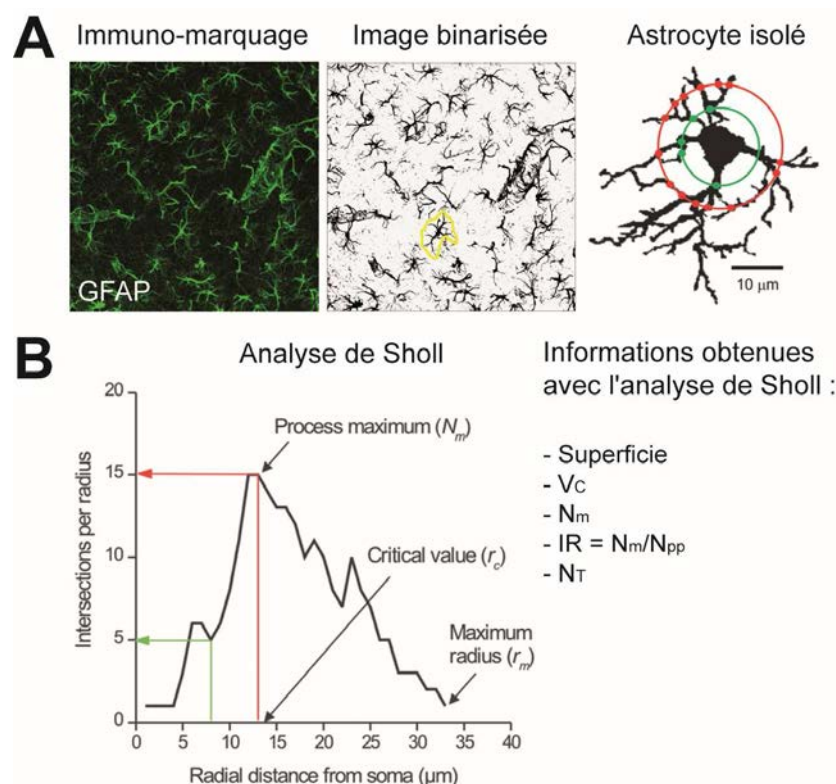 A
Immuno-marquage
Image binarisée
Astrocyte isolé
GFAP
10 µm
B
Analyse de Sholl
Informations obtenues
avec l'analyse de Sholl :
20
15
10
5
0
Intersections per radius
Process maximum (Nm)
Critical value (rc)
Maximum
radius (rm)
0 5 10 15 20 25 30 35 40
Radial distance from soma (µm)
- Superficie
- VC
- Nm
- IR = Nm/Npp
- NT